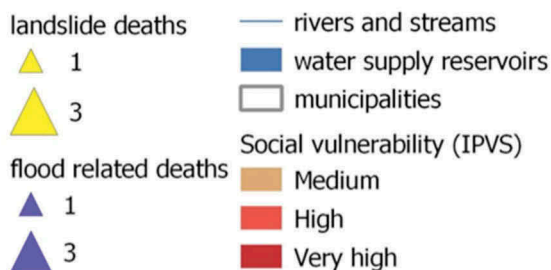 landslide deaths
1
3
flood related deaths
1
3
rivers and streams
water supply reservoirs
municipalities
Social vulnerability (IPVS)
Medium
High
Very high